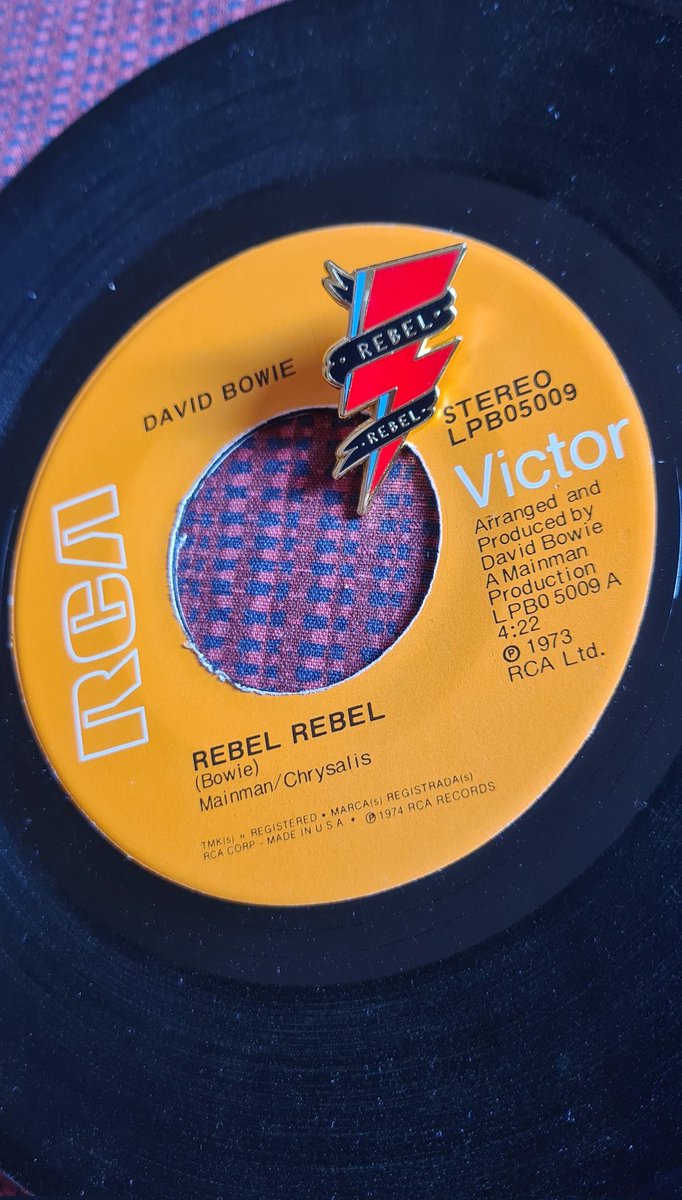 REBEL
REBEL
DAVID BOWIE
STEREO
LPBO5009
Victor
RCA
Arranged and
Produced by
David Bowie
A Mainman
Production
LPBO 5009 A
4:22
℗ 1973
RCA Ltd.
REBEL REBEL
(Bowie)
Mainman/Chrysalis
TMK(s) ® REGISTERED • MARCA(s) REGISTRADA(s)
RCA CORP - MADE IN U.S.A • ℗ 1974 RCA RECORDS